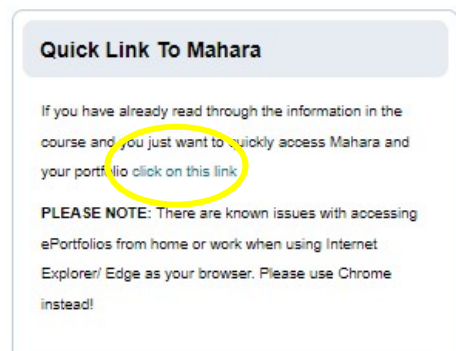 Quick Link To Mahara
If you have already read through the information in the
course and you just want to quickly access Mahara and
your portfolio click on this link
PLEASE NOTE: There are known issues with accessing
ePortfolios from home or work when using Internet
Explorer/ Edge as your browser. Please use Chrome
instead!